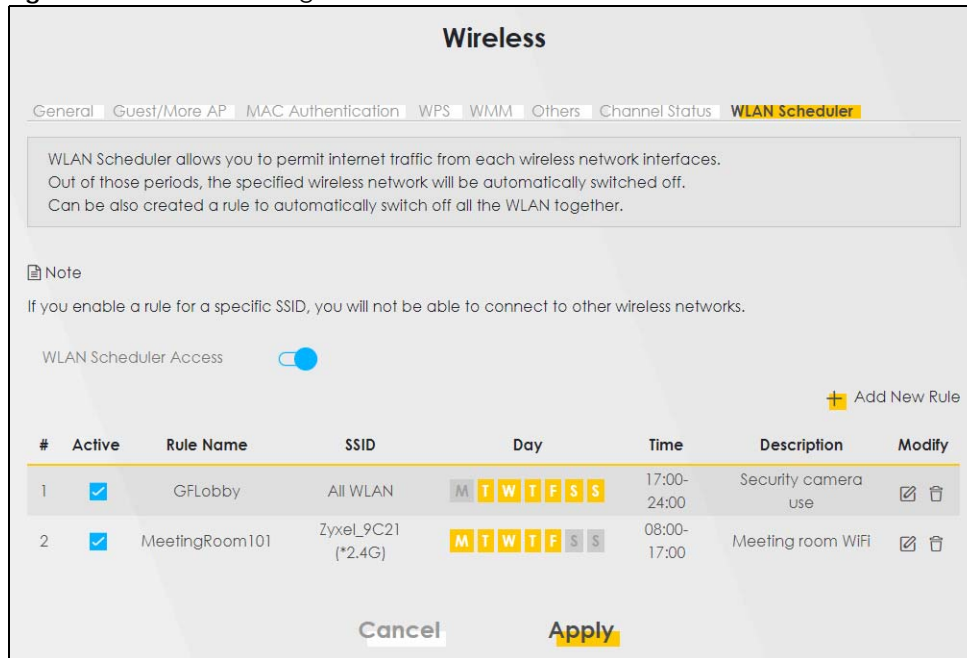 Wireless
General Guest/More AP MAC Authentication WPS WMM Others Channel Status WLAN Scheduler
WLAN Scheduler allows you to permit internet traffic from each wireless network interfaces.
Out of those periods, the specified wireless network will be automatically switched off.
Can be also created a rule to automatically switch off all the WLAN together.
Note
If you enable a rule for a specific SSID, you will not be able to connect to other wireless networks.
WLAN Scheduler Access
+ Add New Rule
# Active Rule Name SSID Day Time Description Modify
1 GFLobby All WLAN M T W T F S S 17:00-24:00 Security camera use
2 MeetingRoom101 Zyxel_9C21 (*2.4G) M T W T F S S 08:00-17:00 Meeting room WiFi
Cancel Apply